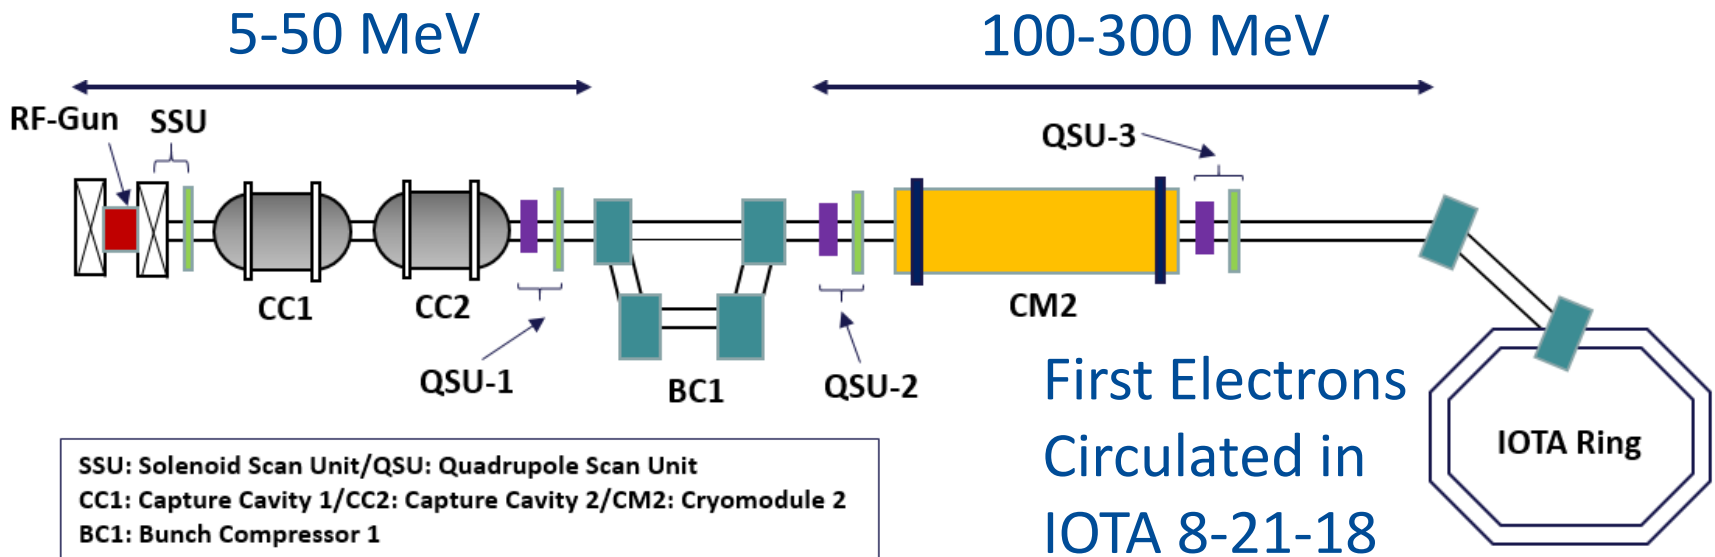 5-50 MeV
100-300 MeV
RF-Gun
SSU
QSU-3
CC1
CC2
CM2
QSU-1
BC1
QSU-2
First Electrons
Circulated in
IOTA 8-21-18
IOTA Ring
SSU: Solenoid Scan Unit/QSU: Quadrupole Scan Unit
CC1: Capture Cavity 1/CC2: Capture Cavity 2/CM2: Cryomodule 2
BC1: Bunch Compressor 1